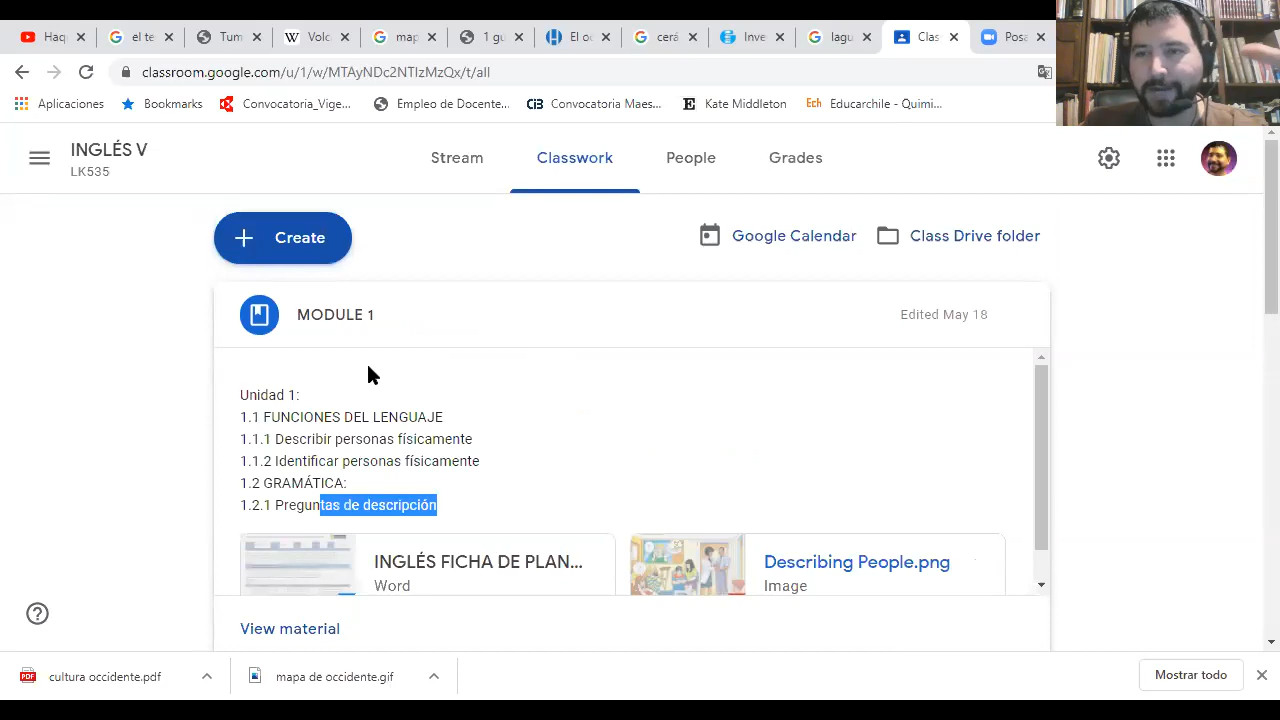 Haq
el te
Tum
Volc
map
1 gu
El oc
cerá
Inve
lagu
Clas
Posa
classroom.google.com/u/1/w/MTAyNDc2NTIzMzQx/t/all
Aplicaciones
Bookmarks
Convocatoria_Vige...
Empleo de Docente...
Convocatoria Maes...
Kate Middleton
Educarchile - Quimi...
INGLÉS V
LK535
Stream
Classwork
People
Grades
Create
Google Calendar
Class Drive folder
MODULE 1
Edited May 18
Unidad 1:
1.1 FUNCIONES DEL LENGUAJE
1.1.1 Describir personas físicamente
1.1.2 Identificar personas físicamente
1.2 GRAMÁTICA:
1.2.1 Preguntas de descripción
INGLÉS FICHA DE PLAN...
Word
Describing People.png
Image
View material
cultura occidente.pdf
mapa de occidente.gif
Mostrar todo